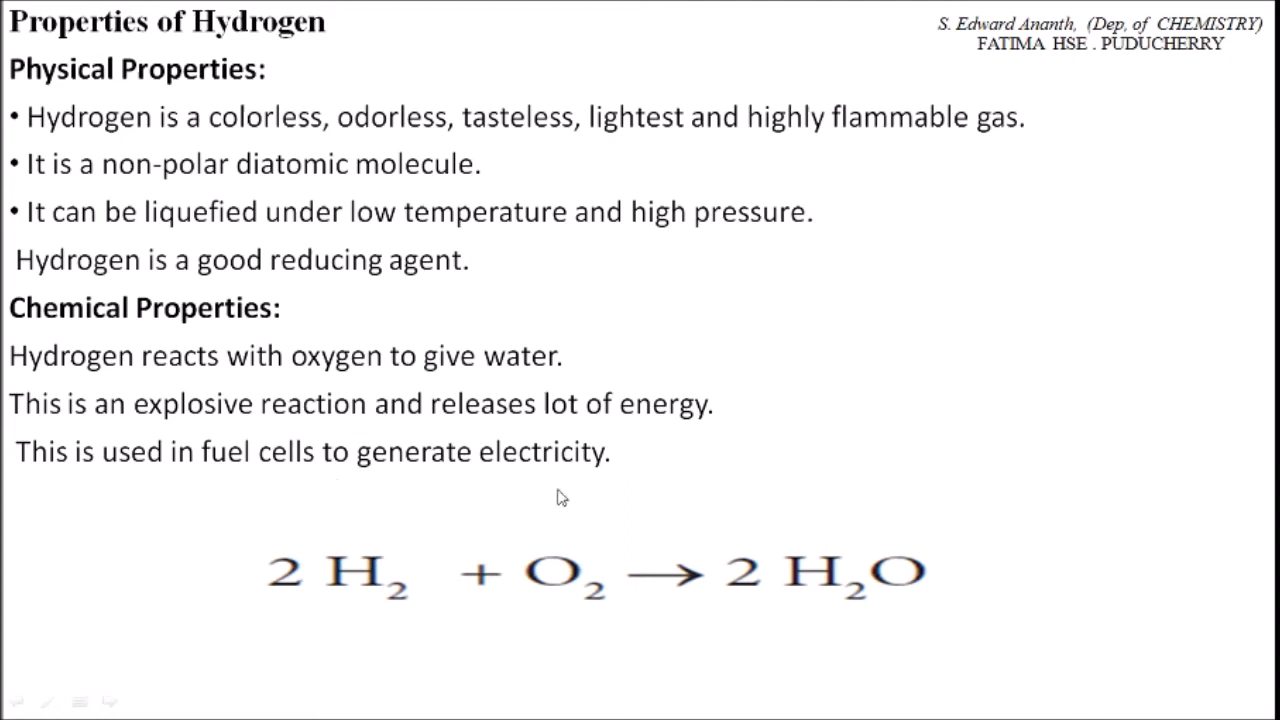 Properties of Hydrogen
S. Edward Ananth, (Dep, of CHEMISTRY)
FATIMA HSE . PUDUCHERRY
Physical Properties:
• Hydrogen is a colorless, odorless, tasteless, lightest and highly flammable gas.
• It is a non-polar diatomic molecule.
• It can be liquefied under low temperature and high pressure.
Hydrogen is a good reducing agent.
Chemical Properties:
Hydrogen reacts with oxygen to give water.
This is an explosive reaction and releases lot of energy.
This is used in fuel cells to generate electricity.
2 H₂ + O₂ → 2 H₂O